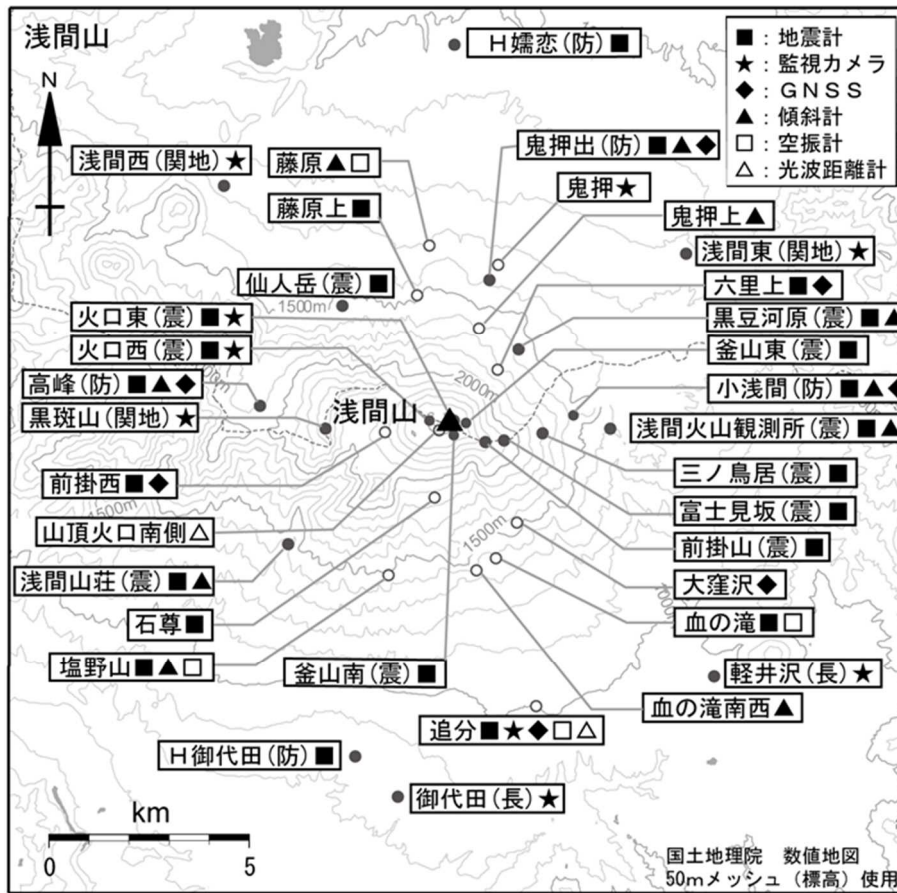 浅間山
N
■：地震計
★：監視カメラ
◆：ＧＮＳＳ
▲：傾斜計
□：空振計
△：光波距離計
Ｈ嬬恋(防)■
浅間西(関地)★
藤原▲□
鬼押出(防)■▲◆
鬼押★
藤原上■
鬼押上▲
浅間東(関地)★
仙人岳(震)■
1500m
六里上■◆
火口東(震)■★
黒豆河原(震)■▲
火口西(震)■★
釜山東(震)■
2000m
高峰(防)■▲◆
小浅間(防)■▲◆
黒斑山(関地)★
浅間山
浅間火山観測所(震)■▲
前掛西■◆
三ノ鳥居(震)■
1500m
山頂火口南側△
富士見坂(震)■
1500m
前掛山(震)■
浅間山荘(震)■▲
大窪沢◆
石尊■
血の滝■□
塩野山■▲□
釜山南(震)■
軽井沢(長)★
血の滝南西▲
追分■★◆□△
Ｈ御代田(防)■
御代田(長)★
km
0 5
国土地理院　数値地図
50mメッシュ（標高）使用